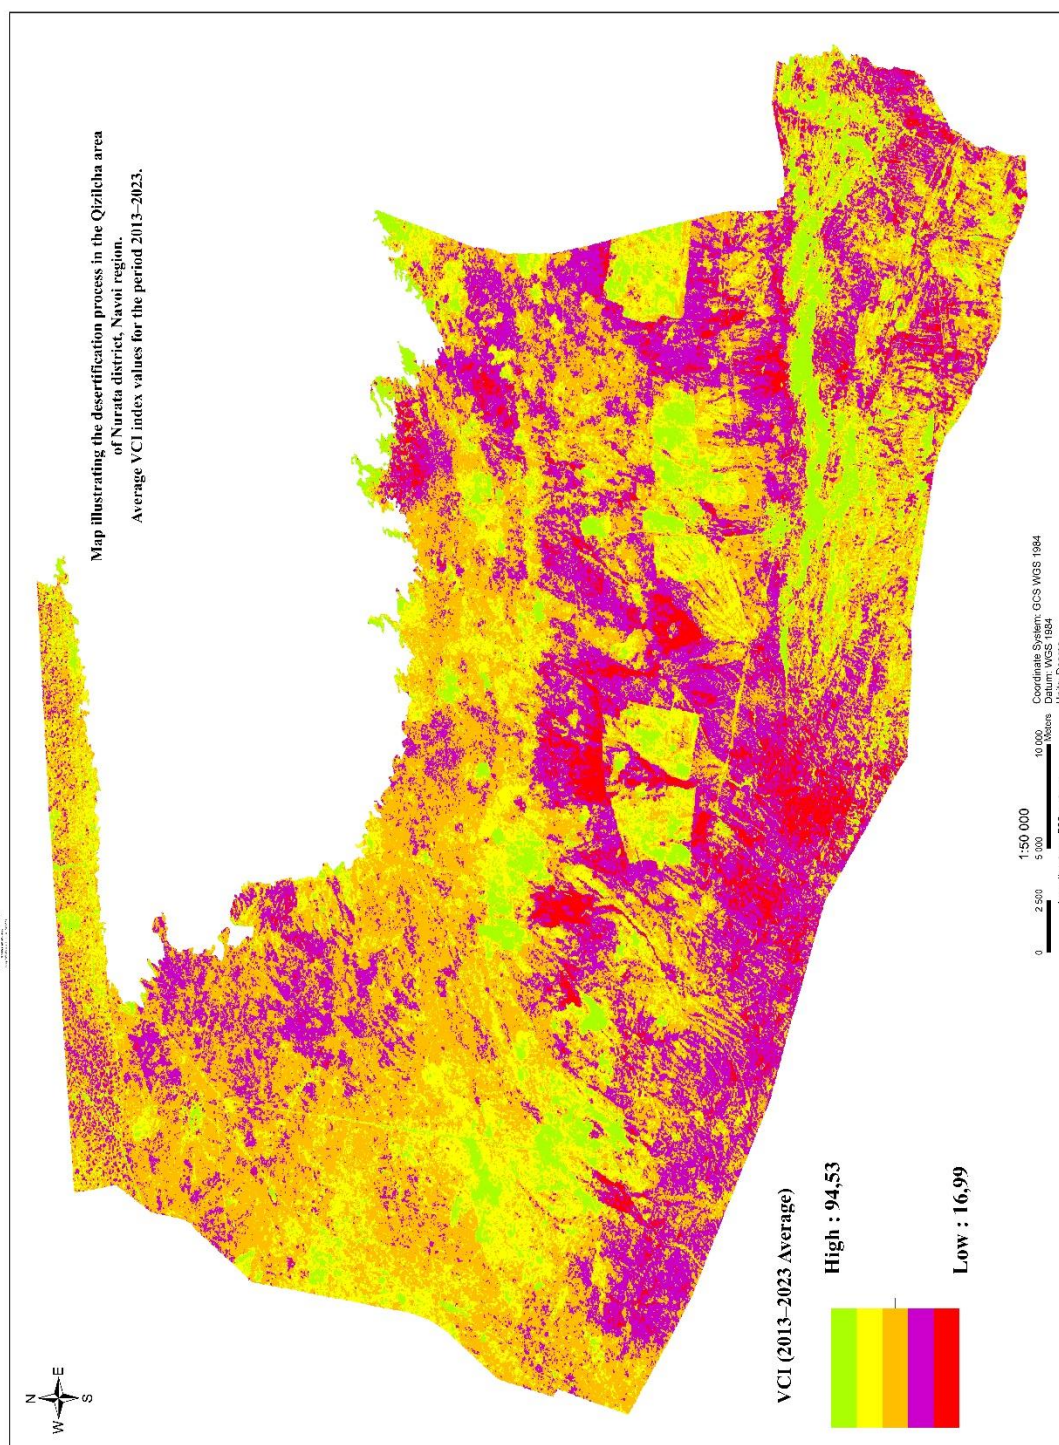 Map illustrating the desertification process in the Qizilcha area
of Nurata district, Navoi region.
Average VCI index values for the period 2013–2023.
N
W E
S
VCI (2013–2023 Average)
High : 94,53
Low : 16,99
1:50 000
0 2 500 5 000 10 000
Meters
Coordinate System: GCS WGS 1984
Datum: WGS 1984